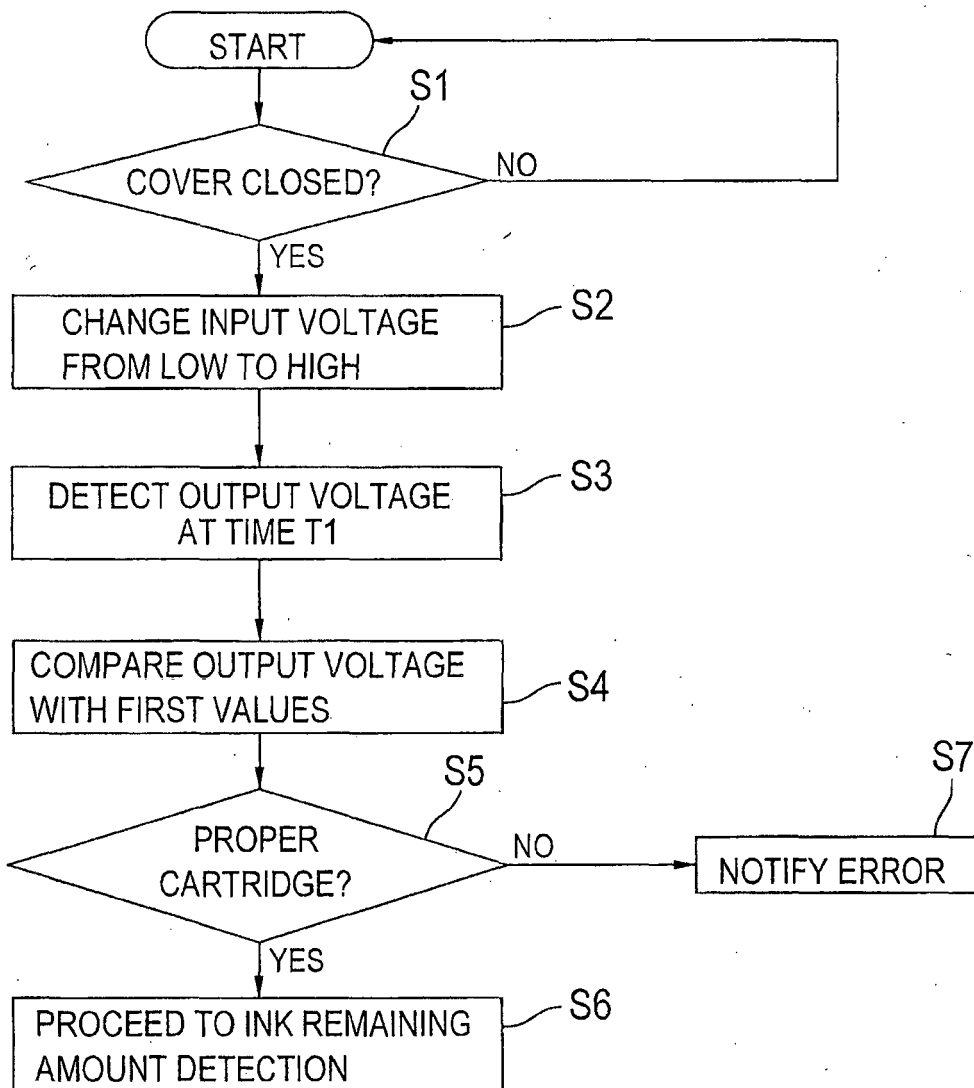 START
S1
COVER CLOSED?
NO
YES
CHANGE INPUT VOLTAGE
FROM LOW TO HIGH
S2
DETECT OUTPUT VOLTAGE
AT TIME T1
S3
COMPARE OUTPUT VOLTAGE
WITH FIRST VALUES
S4
S5
PROPER
CARTRIDGE?
NO
S7
NOTIFY ERROR
YES
PROCEED TO INK REMAINING
AMOUNT DETECTION
S6